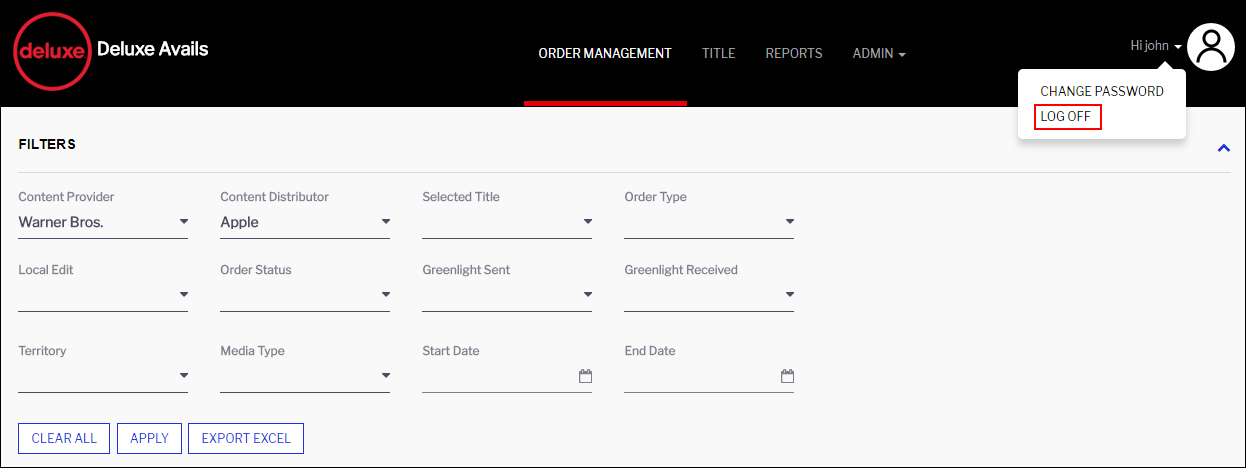 deluxe Deluxe Avails
ORDER MANAGEMENT TITLE REPORTS ADMIN
Hi john
CHANGE PASSWORD
LOG OFF
FILTERS
Content Provider Content Distributor Selected Title Order Type
Warner Bros. Apple
Local Edit Order Status Greenlight Sent Greenlight Received
Territory Media Type Start Date End Date
CLEAR ALL APPLY EXPORT EXCEL